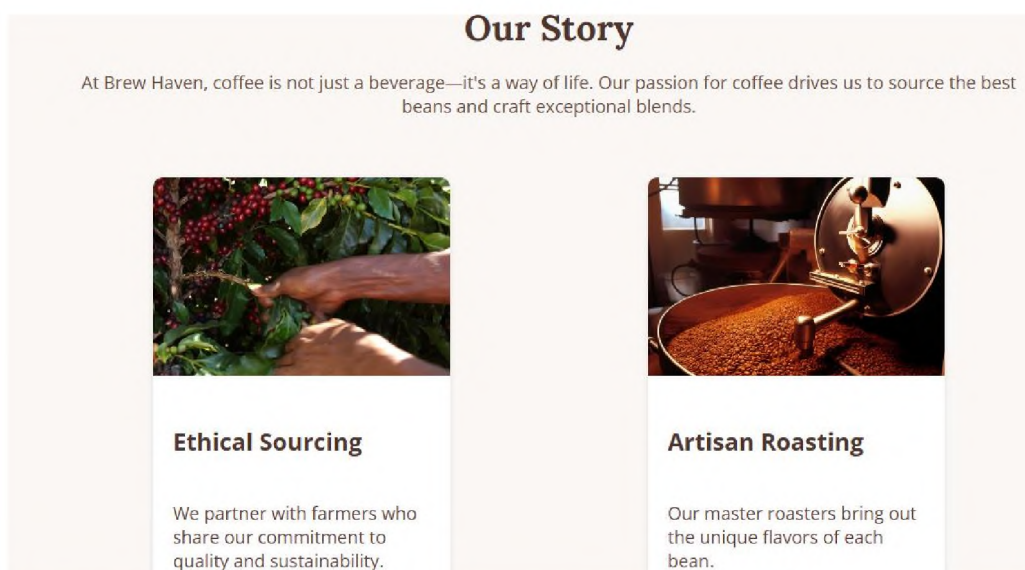 Our Story
At Brew Haven, coffee is not just a beverage—it's a way of life. Our passion for coffee drives us to source the best
beans and craft exceptional blends.
Ethical Sourcing
We partner with farmers who
share our commitment to
quality and sustainability.
Artisan Roasting
Our master roasters bring out
the unique flavors of each
bean.